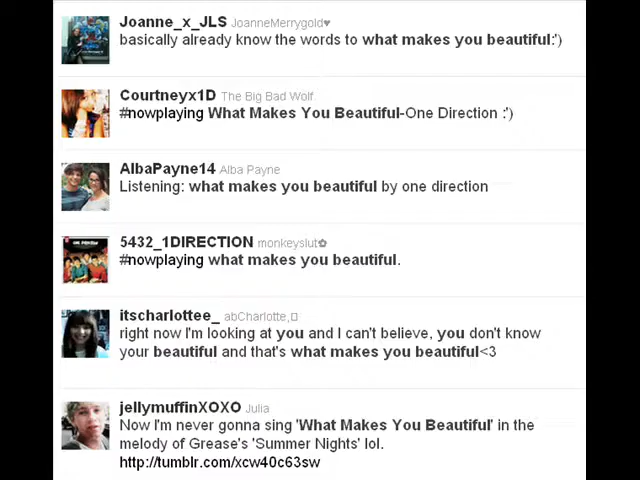 Joanne_x_JLS JoanneMerrygold♥
basically already know the words to what makes you beautiful:')
Courtneyx1D The Big Bad Wolf.
#nowplaying What Makes You Beautiful-One Direction :')
AlbaPayne14 Alba Payne
Listening: what makes you beautiful by one direction
5432_1DIRECTION monkeyslut✿
#nowplaying what makes you beautiful.
itscharlottee_ abCharlotte,
right now I'm looking at you and I can't believe, you don't know
your beautiful and that's what makes you beautiful<3
jellymuffinXOXO Julia
Now I'm never gonna sing 'What Makes You Beautiful' in the
melody of Grease's 'Summer Nights' lol.
http://tumblr.com/xcw40c63sw